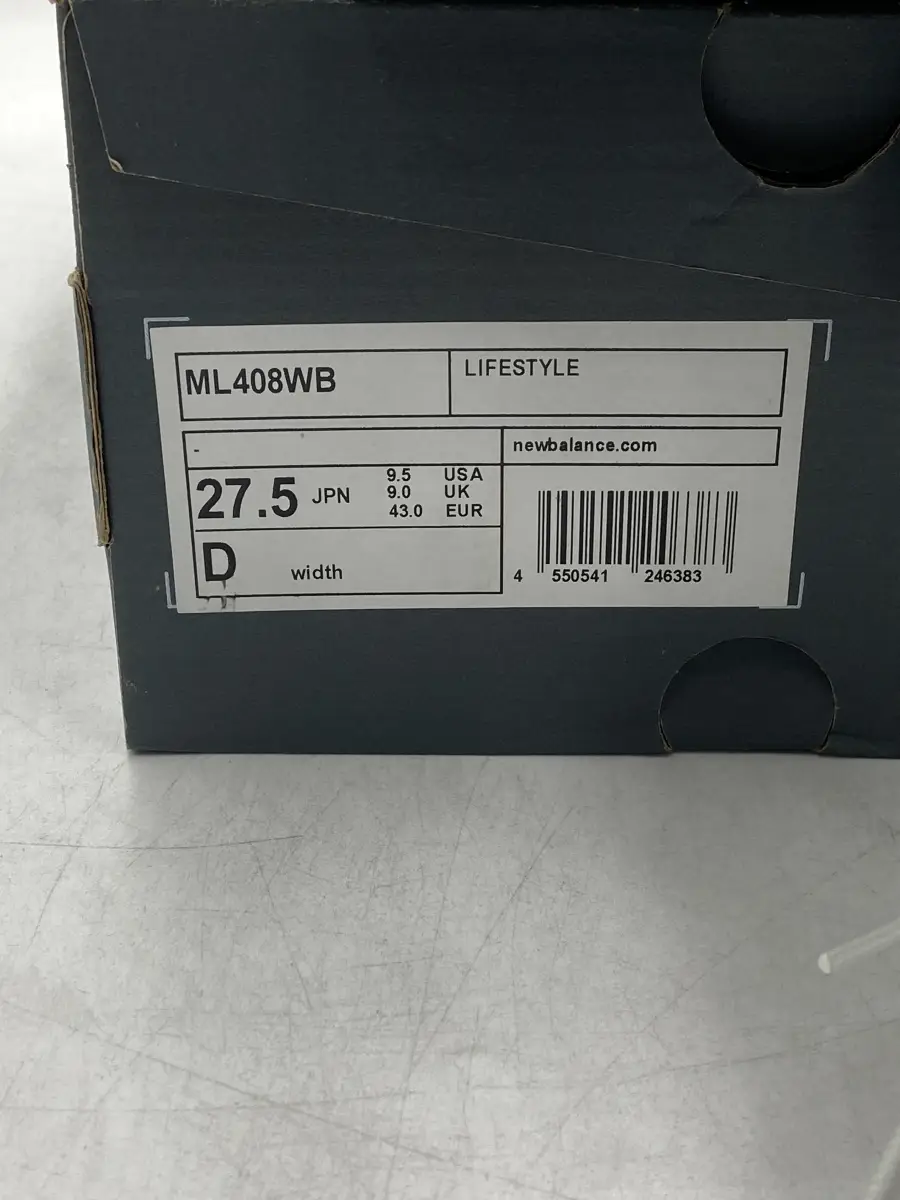 ML408WB
LIFESTYLE
-
newbalance.com
27.5 JPN
9.5 USA
9.0 UK
43.0 EUR
D width
4 550541 246383